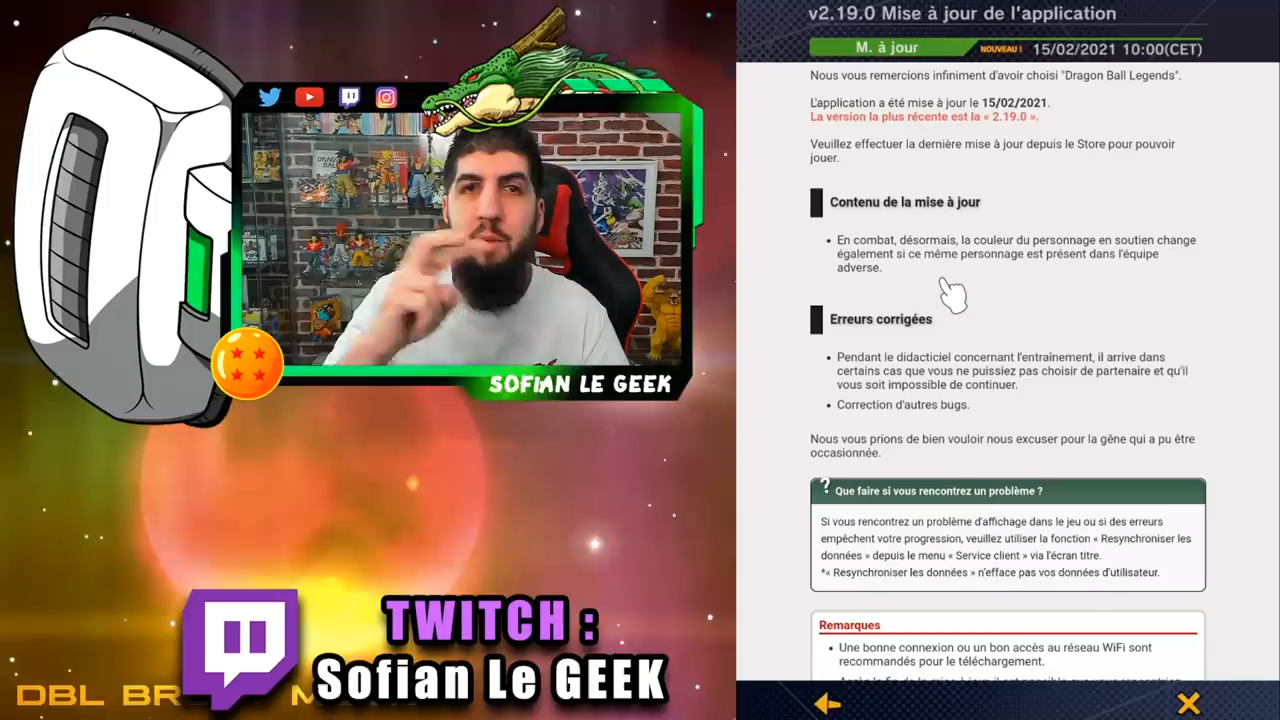 SOFIAN LE GEEK
TWITCH :
Sofian Le GEEK
DBL BR
v2.19.0 Mise à jour de l'application
M. à jour
NOUVEAU !
15/02/2021 10:00(CET)
Nous vous remercions infiniment d'avoir choisi "Dragon Ball Legends".
L'application a été mise à jour le 15/02/2021.
La version la plus récente est la « 2.19.0 ».
Veuillez effectuer la dernière mise à jour depuis le Store pour pouvoir
jouer.
Contenu de la mise à jour
• En combat, désormais, la couleur du personnage en soutien change
également si ce même personnage est présent dans l'équipe
adverse.
Erreurs corrigées
• Pendant le didacticiel concernant l'entraînement, il arrive dans
certains cas que vous ne puissiez pas choisir de partenaire et qu'il
vous soit impossible de continuer.
• Correction d'autres bugs.
Nous vous prions de bien vouloir nous excuser pour la gêne qui a pu être
occasionnée.
? Que faire si vous rencontrez un problème ?
Si vous rencontrez un problème d'affichage dans le jeu ou si des erreurs
empêchent votre progression, veuillez utiliser la fonction « Resynchroniser les
données » depuis le menu « Service client » via l'écran titre.
*« Resynchroniser les données » n'efface pas vos données d'utilisateur.
Remarques
• Une bonne connexion ou un bon accès au réseau WiFi sont
recommandés pour le téléchargement.